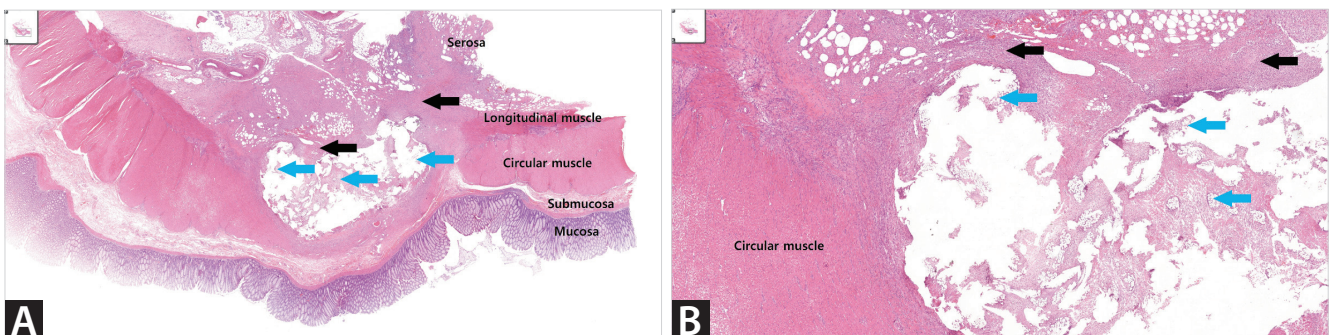 Serosa
Longitudinal muscle
Circular muscle
Submucosa
Mucosa
A
Circular muscle
B